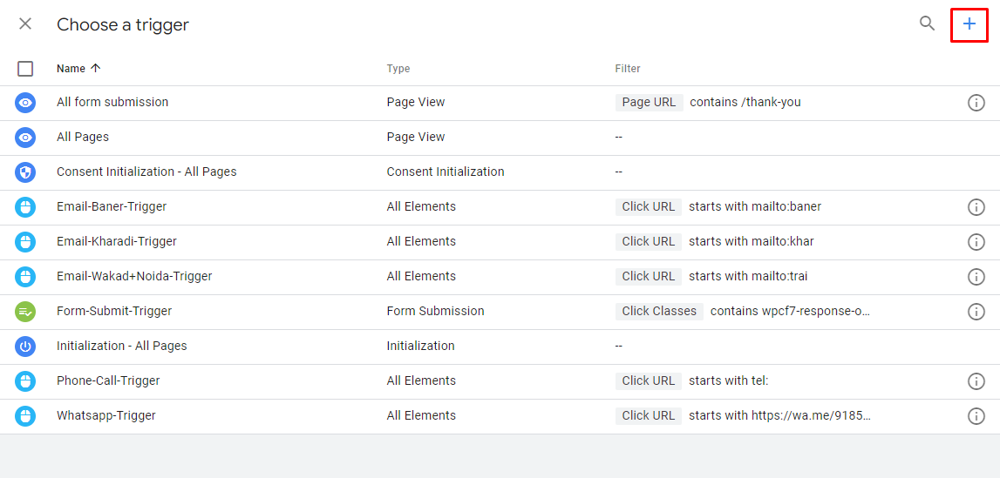 Choose a trigger
Name Type Filter
All form submission Page View Page URL contains /thank-you
All Pages Page View --
Consent Initialization - All Pages Consent Initialization --
Email-Baner-Trigger All Elements Click URL starts with mailto:baner
Email-Kharadi-Trigger All Elements Click URL starts with mailto:khar
Email-Wakad+Noida-Trigger All Elements Click URL starts with mailto:trai
Form-Submit-Trigger Form Submission Click Classes contains wpcf7-response-o...
Initialization - All Pages Initialization --
Phone-Call-Trigger All Elements Click URL starts with tel:
Whatsapp-Trigger All Elements Click URL starts with https://wa.me/9185...